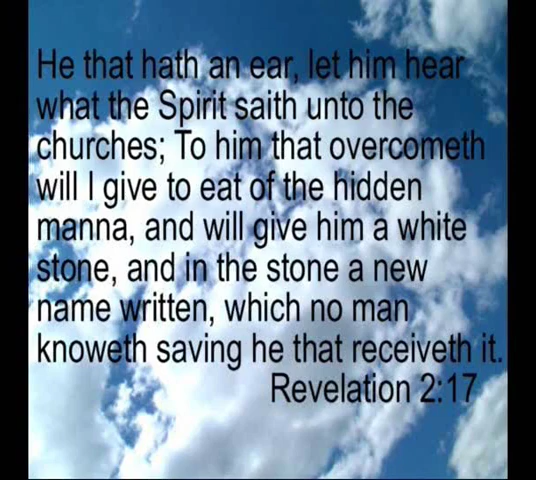 He that hath an ear, let him hear
what the Spirit saith unto the
churches; To him that overcometh
will I give to eat of the hidden
manna, and will give him a white
stone, and in the stone a new
name written, which no man
knoweth saving he that receiveth it.
Revelation 2:17